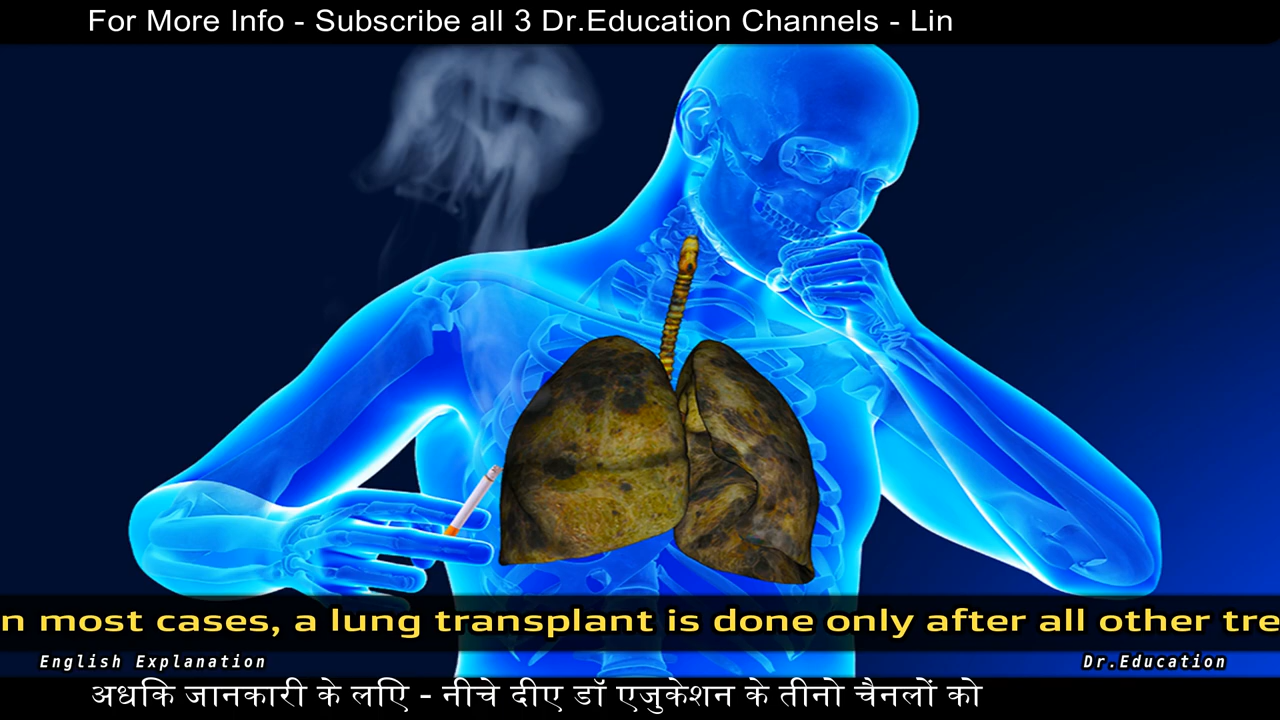 For More Info - Subscribe all 3 Dr.Education Channels - Lin
n most cases, a lung transplant is done only after all other tre
English Explanation
Dr.Education
अधकि जानकारी के लएि - नीचे दीए डॉ एजुकेशन के तीनो चैनलों को